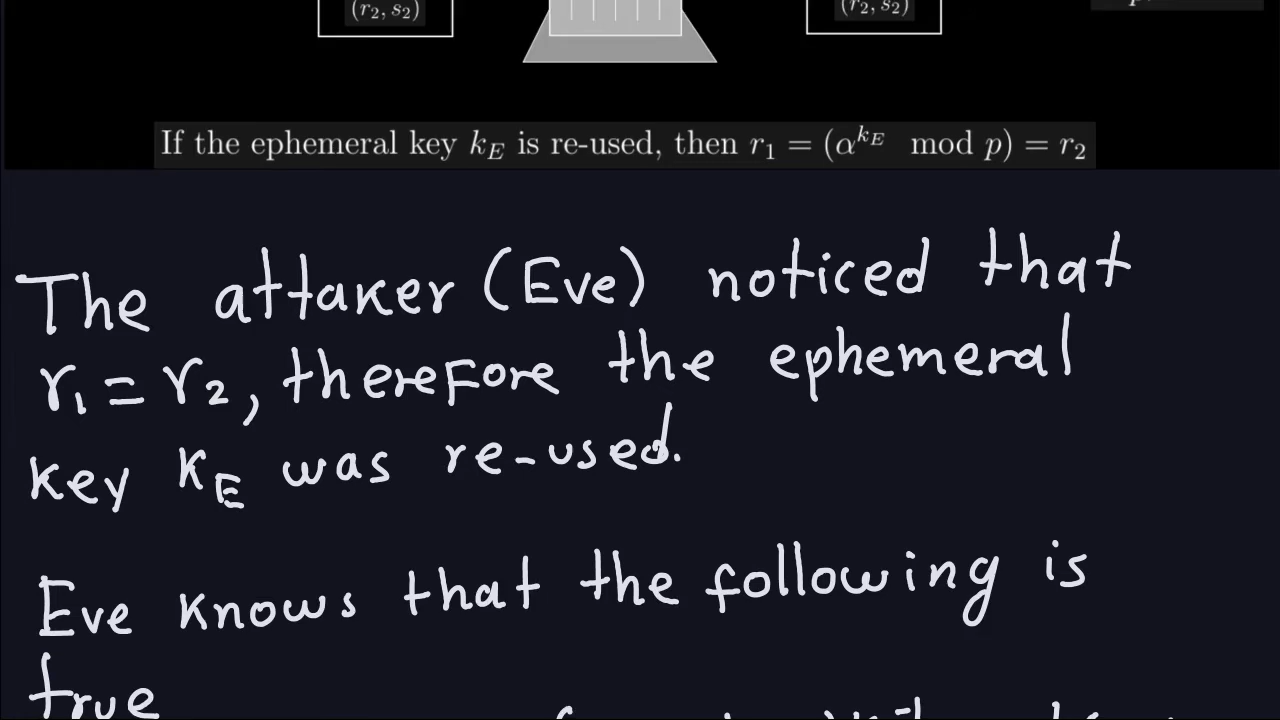 (r₂, s₂) (r₂, s₂)
If the ephemeral key k_E is re-used, then r₁ = (α^{k_E} mod p) = r₂
The attaker (Eve) noticed that
r₁ = r₂, therefore the ephemeral
key k_E was re-used.
Eve knows that the following is
true